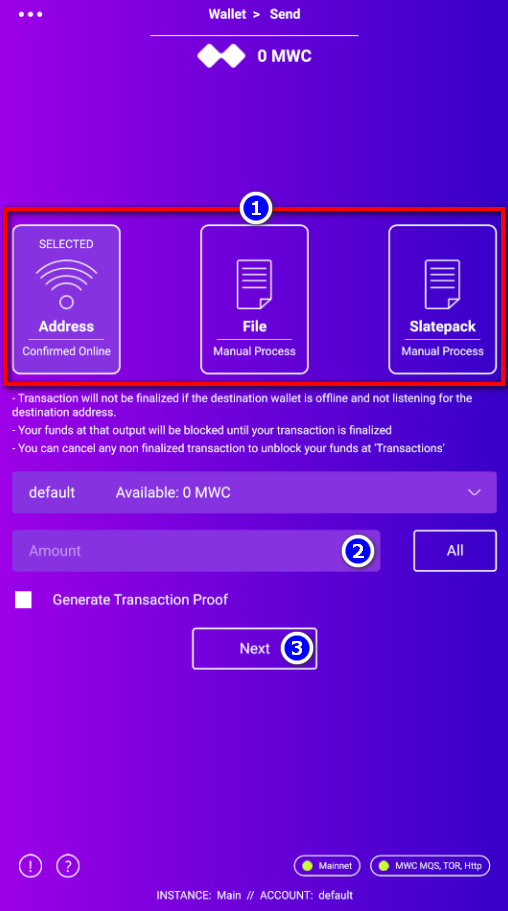 Wallet > Send
0 MWC
1
SELECTED
Address
Confirmed Online
File
Manual Process
Slatepack
Manual Process
- Transaction will not be finalized if the destination wallet is offline and not listening for the
destination address.
- Your funds at that output will be blocked until your transaction is finalized
- You can cancel any non finalized transaction to unblock your funds at 'Transactions'
default Available: 0 MWC
Amount 2 All
Generate Transaction Proof
Next 3
! ? Mainnet MWC MQS, TOR, Http
INSTANCE: Main // ACCOUNT: default